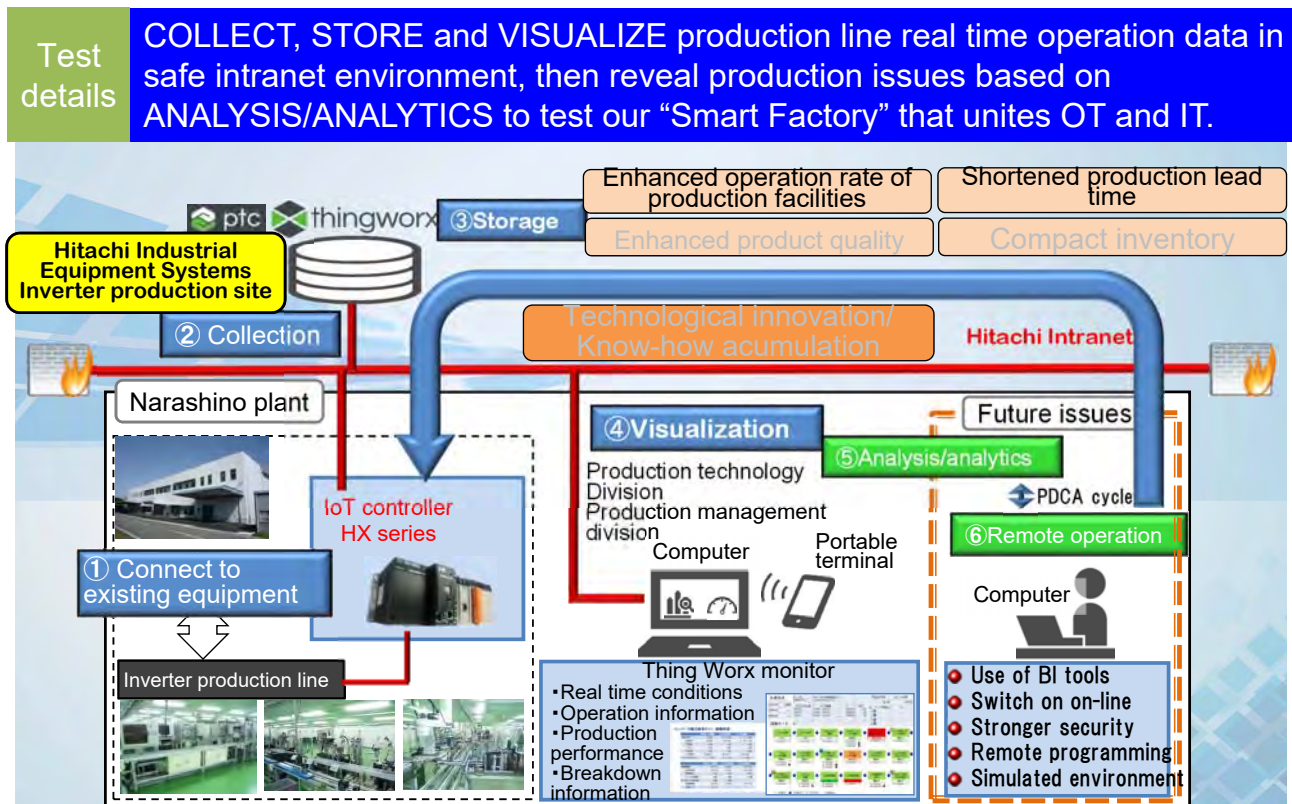 Test
details
COLLECT, STORE and VISUALIZE production line real time operation data in
safe intranet environment, then reveal production issues based on
ANALYSIS/ANALYTICS to test our “Smart Factory” that unites OT and IT.
Enhanced operation rate of
production facilities
Shortened production lead
time
ptc thingworx
③Storage
Enhanced product quality
Compact inventory
Hitachi Industrial
Equipment Systems
Inverter production site
② Collection
Technological innovation/
Know-how acumulation
Hitachi Intranet
Narashino plant
④Visualization
Future issues
⑤Analysis/analytics
Production technology
Division
Production management
division
PDCA cycle
IoT controller
HX series
⑥Remote operation
① Connect to
existing equipment
Computer
Portable
terminal
Computer
Inverter production line
Thing Worx monitor
・Real time conditions
・Operation information
・Production
performance
・Breakdown
information
Use of BI tools
Switch on on-line
Stronger security
Remote programming
Simulated environment